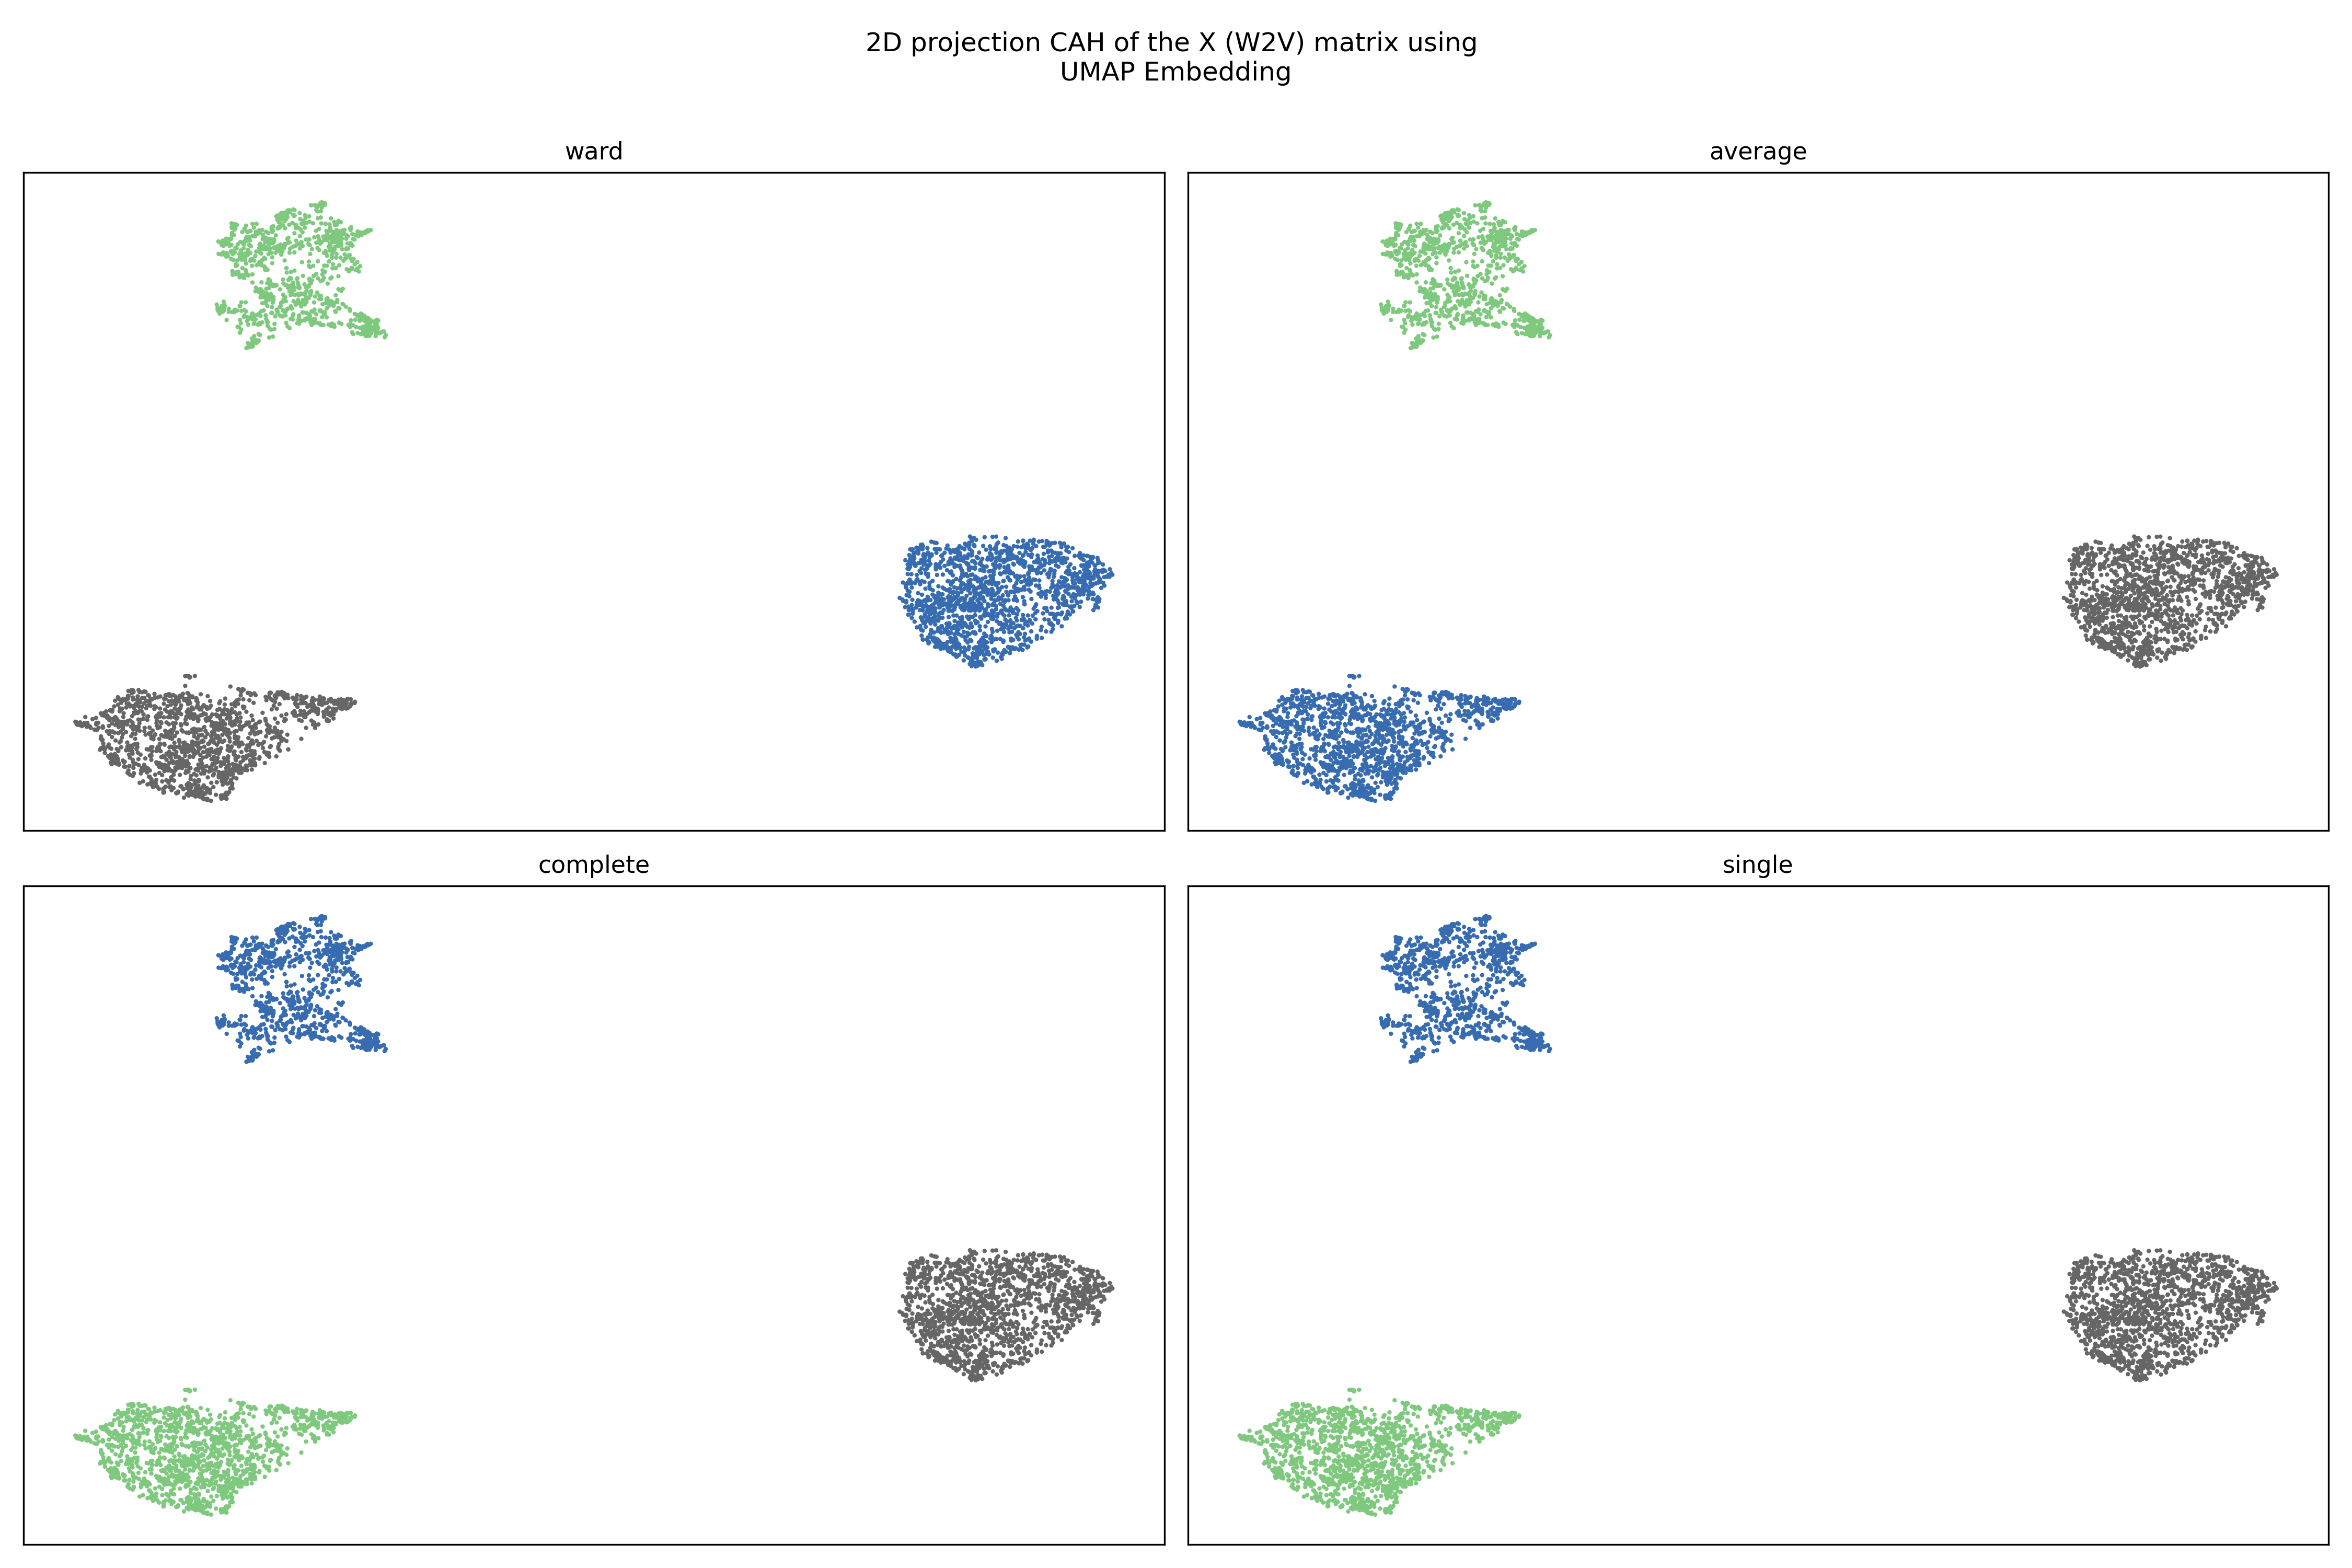 2D projection CAH of the X (W2V) matrix using
UMAP Embedding
ward
average
complete
single